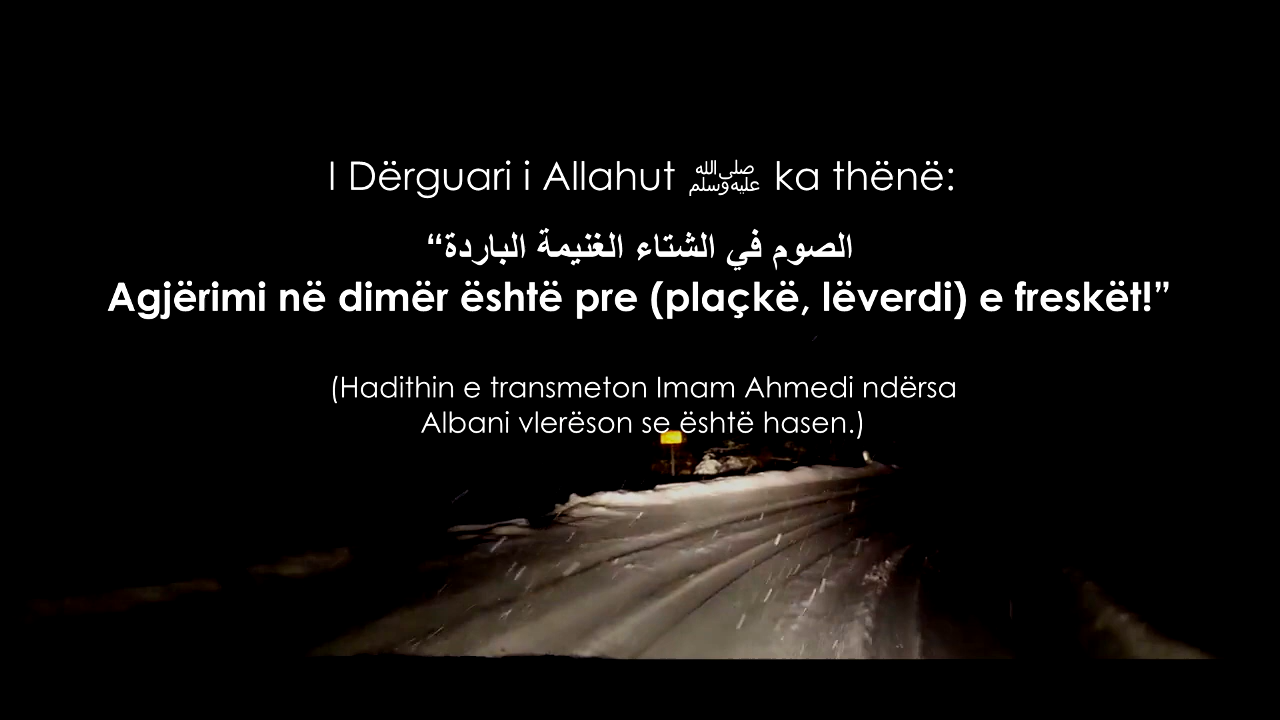 I Dërguari i Allahut ﷺ ka thënë:
“الصوم في الشتاء الغنيمة الباردة
Agjërimi në dimër është pre (plaçkë, lëverdi) e freskët!”
(Hadithin e transmeton Imam Ahmedi ndërsa
Albani vlerëson se është hasen.)